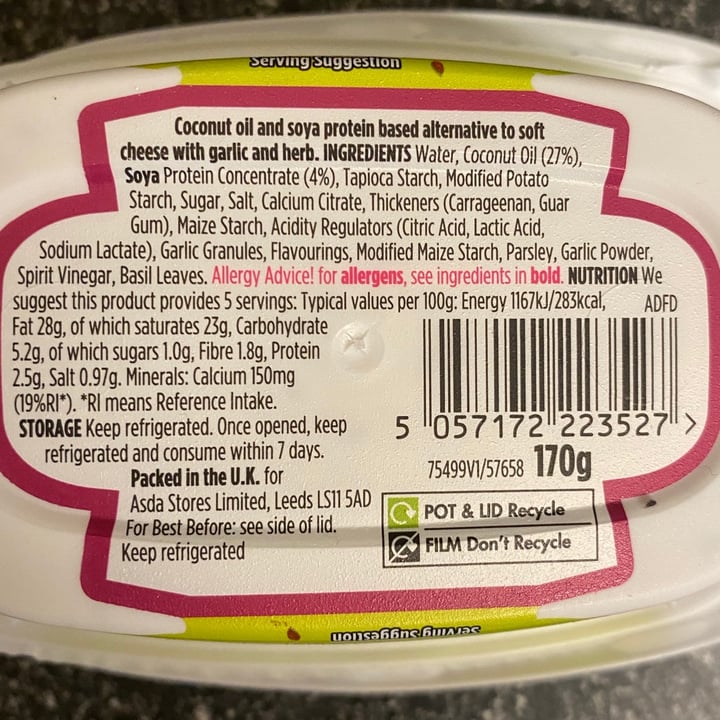 Serving Suggestion
Coconut oil and soya protein based alternative to soft
cheese with garlic and herb. INGREDIENTS Water, Coconut Oil (27%),
Soya Protein Concentrate (4%), Tapioca Starch, Modified Potato
Starch, Sugar, Salt, Calcium Citrate, Thickeners (Carrageenan, Guar
Gum), Maize Starch, Acidity Regulators (Citric Acid, Lactic Acid,
Sodium Lactate), Garlic Granules, Flavourings, Modified Maize Starch, Parsley, Garlic Powder,
Spirit Vinegar, Basil Leaves. Allergy Advice! for allergens, see ingredients in bold. NUTRITION We
suggest this product provides 5 servings: Typical values per 100g: Energy 1167kJ/283kcal,
Fat 28g, of which saturates 23g, Carbohydrate
5.2g, of which sugars 1.0g, Fibre 1.8g, Protein
2.5g, Salt 0.97g. Minerals: Calcium 150mg
(19%RI*). *RI means Reference Intake.
STORAGE Keep refrigerated. Once opened, keep
refrigerated and consume within 7 days.
Packed in the U.K. for
Asda Stores Limited, Leeds LS11 5AD
For Best Before: see side of lid.
Keep refrigerated
ADFD
5 057172 223527 >
75499V1/57658 170g
POT & LID Recycle
FILM Don't Recycle
Serving Suggestion